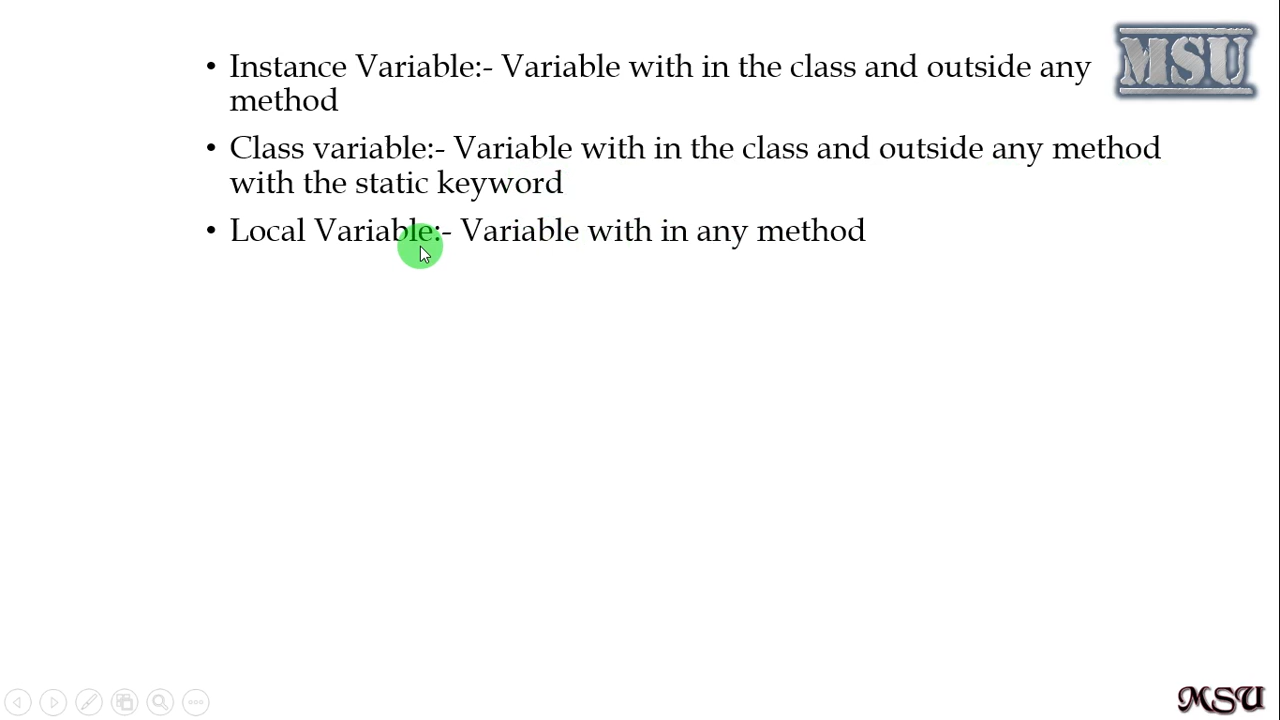 MSU
• Instance Variable:- Variable with in the class and outside any
method
• Class variable:- Variable with in the class and outside any method
with the static keyword
• Local Variable:- Variable with in any method
MSU